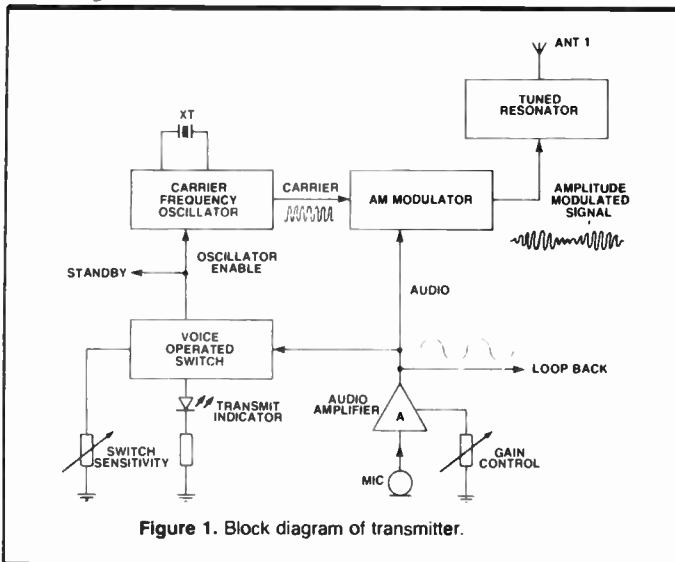 ANT 1
TUNED
RESONATOR
XT
CARRIER
FREQUENCY
OSCILLATOR
CARRIER
AM MODULATOR
AMPLITUDE
MODULATED
SIGNAL
STANDBY
OSCILLATOR
ENABLE
AUDIO
VOICE
OPERATED
SWITCH
LOOP BACK
TRANSMIT
INDICATOR
AUDIO
AMPLIFIER
A
SWITCH
SENSITIVITY
GAIN
CONTROL
MIC
Figure 1. Block diagram of transmitter.